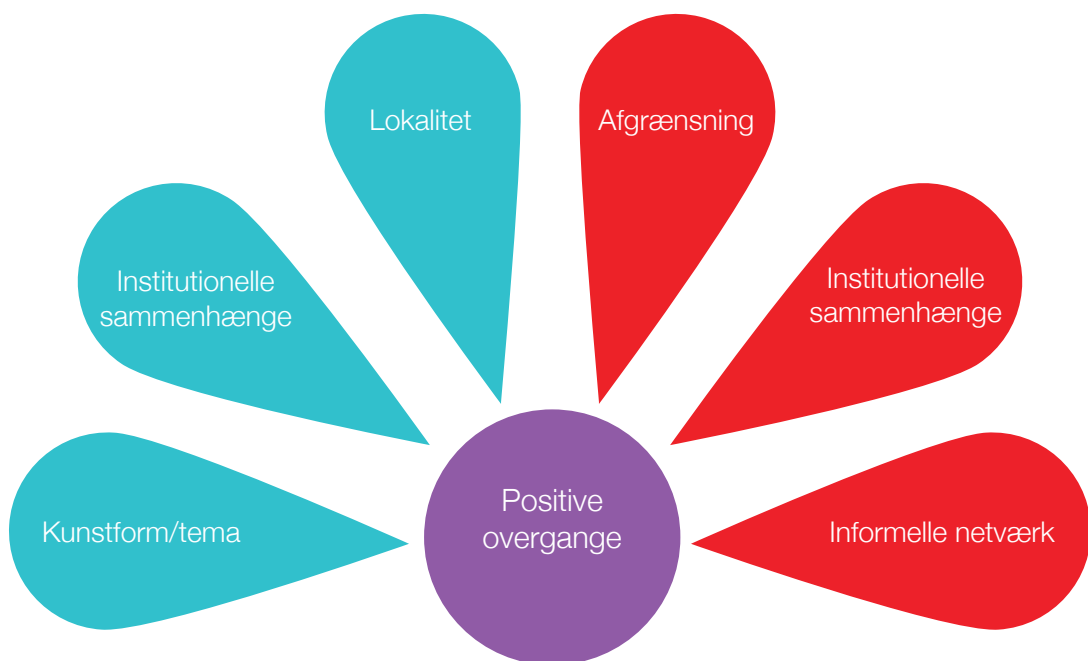 Lokalitet
Afgrænsning
Institutionelle
sammenhænge
Institutionelle
sammenhænge
Kunstform/tema
Positive
overgange
Informelle netværk